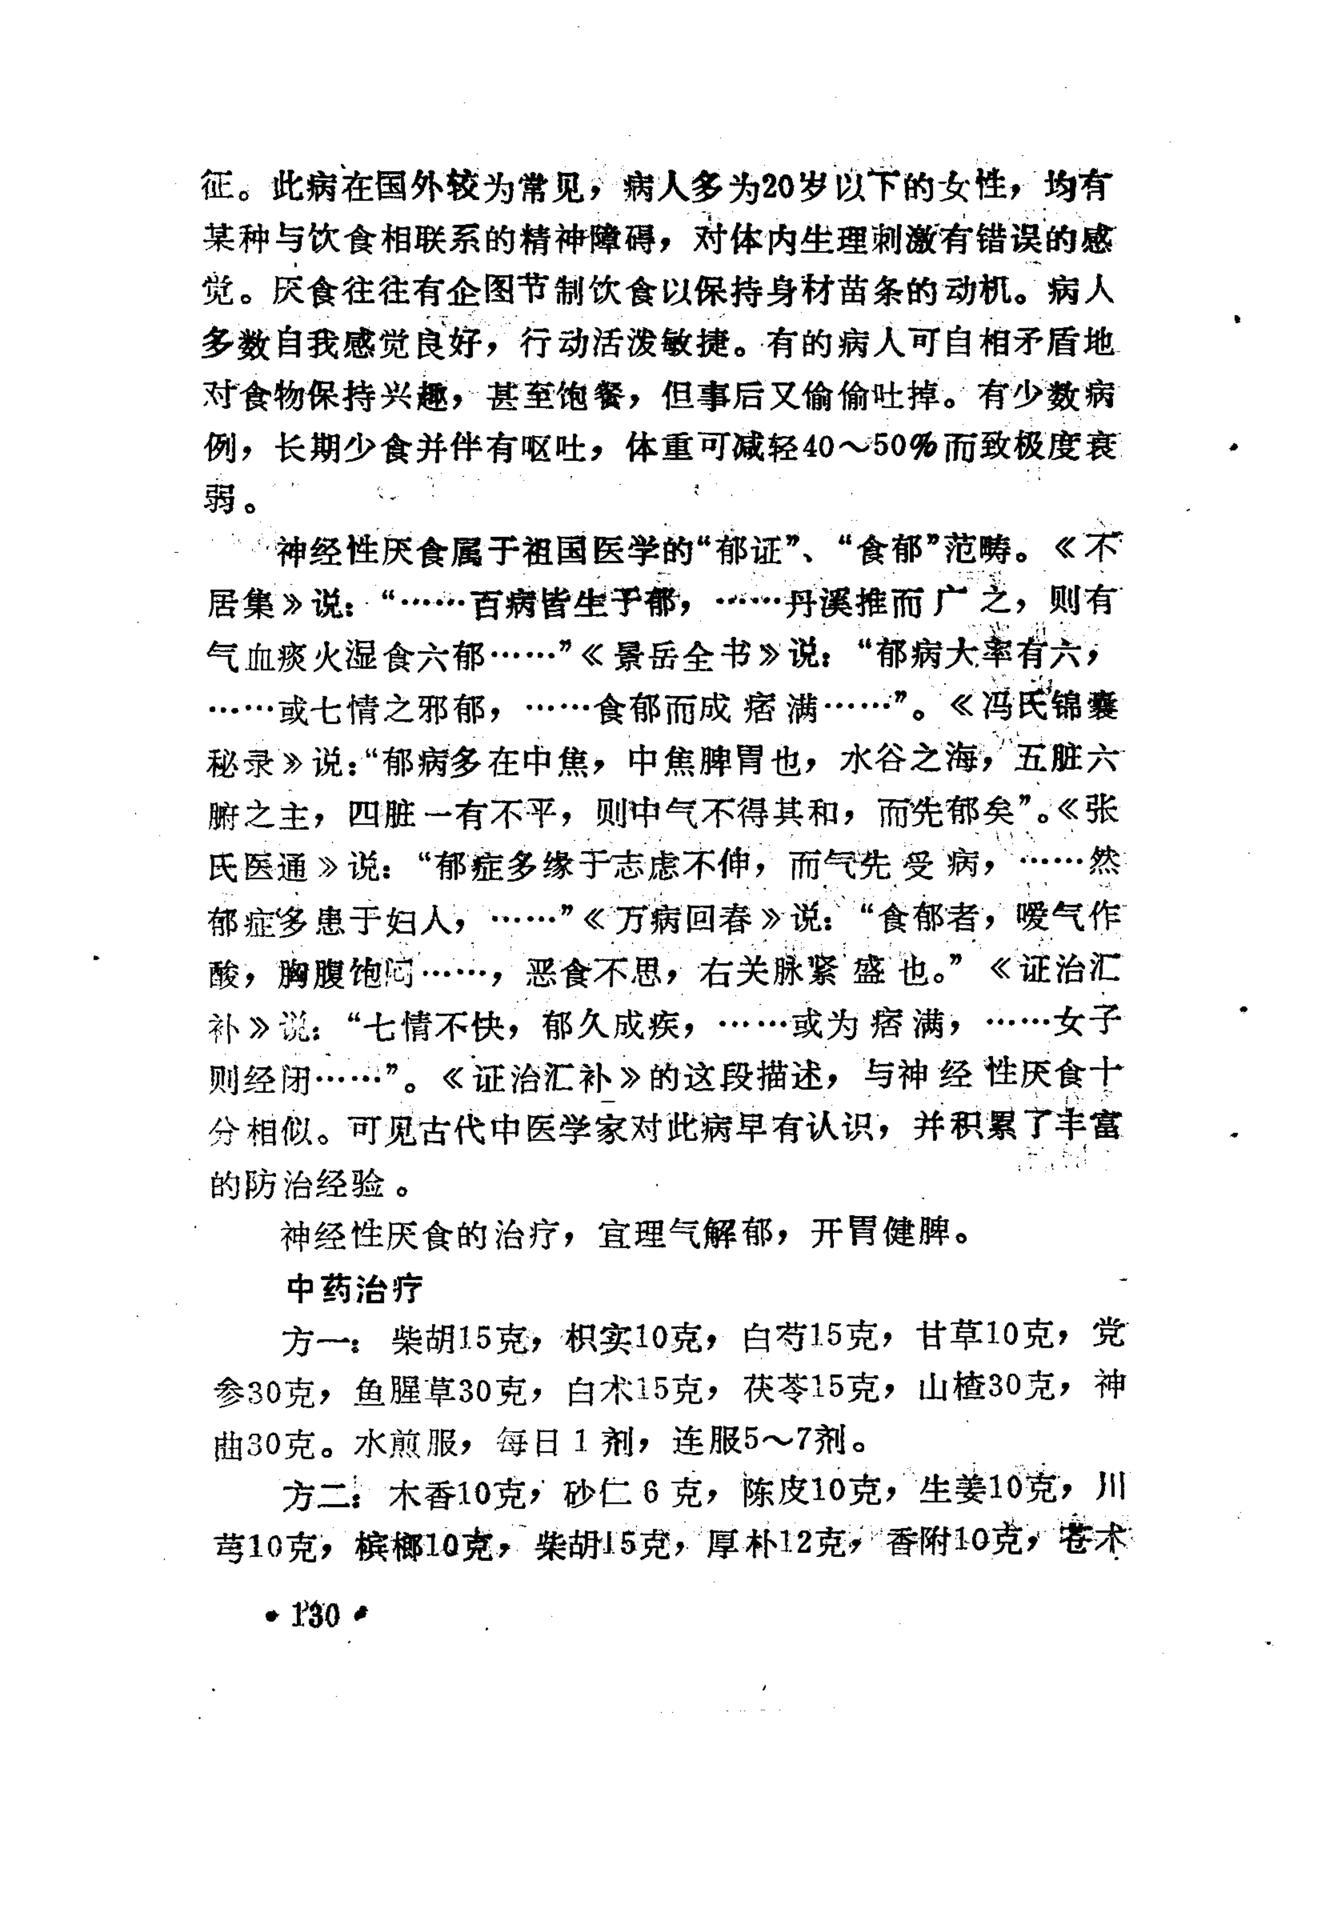 征。此病在国外较为常见，病人多为20岁以下的女性，均有
某种与饮食相联系的精神障碍，对体内生理刺激有错误的感
觉。厌食往往有企图节制饮食以保持身材苗条的动机。病人
多数自我感觉良好，行动活泼敏捷。有的病人可自相矛盾地
对食物保持兴趣，甚至饱餐，但事后又偷偷吐掉。有少数病
例，长期少食并伴有呕吐，体重可减轻40～50%而致极度衰
弱。
神经性厌食属于祖国医学的“郁证”、“食郁”范畴。《不
居集》说：“……百病皆生于郁，……丹溪推而广之，则有
气血痰火湿食六郁……”《景岳全书》说：“郁病大率有六，
……或七情之邪郁，……食郁而成痞满……”。《冯氏锦囊
秘录》说：“郁病多在中焦，中焦脾胃也，水谷之海，五脏六
腑之主，四脏一有不平，则中气不得其和，而先郁矣”。《张
氏医通》说：“郁症多缘于志虑不伸，而气先受病，……然
郁症多患于妇人，……”《万病回春》说：“食郁者，嗳气作
酸，胸腹饱闷……，恶食不思，右关脉紧盛也。”《证治汇
补》说：“七情不快，郁久成疾，……或为痞满，……女子
则经闭……”。《证治汇补》的这段描述，与神经性厌食十
分相似。可见古代中医学家对此病早有认识，并积累了丰富
的防治经验。
神经性厌食的治疗，宜理气解郁，开胃健脾。
中药治疗
方一：柴胡15克，枳实10克，白芍15克，甘草10克，党
参30克，鱼腥草30克，白术15克，茯苓15克，山楂30克，神
曲30克。水煎服，每日1剂，连服5～7剂。
方二：木香10克，砂仁6克，陈皮10克，生姜10克，川
芎10克，槟榔10克，柴胡15克，厚朴12克，香附10克，苍术
•130•